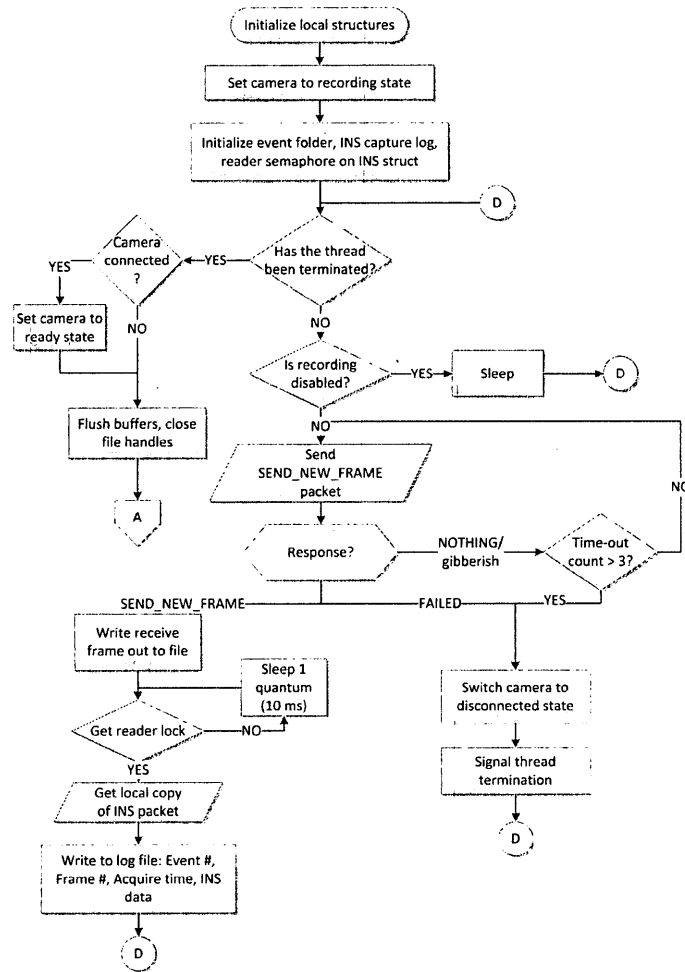 Initialize local structures
Set camera to recording state
Initialize event folder, INS capture log,
reader semaphore on INS struct
D
Camera
connected
?
YES
YES
Has the thread
been terminated?
Set camera to
ready state
NO
NO
Is recording
disabled?
YES
Sleep
D
Flush buffers, close
file handles
NO
Send
SEND_NEW_FRAME
packet
NO
A
Response?
NOTHING/
gibberish
Time-out
count > 3?
SEND_NEW_FRAME
FAILED
YES
Write receive
frame out to file
Sleep 1
quantum
(10 ms)
Switch camera to
disconnected state
Get reader lock
NO
YES
Signal thread
termination
Get local copy
of INS packet
D
Write to log file: Event #,
Frame #, Acquire time, INS
data
D